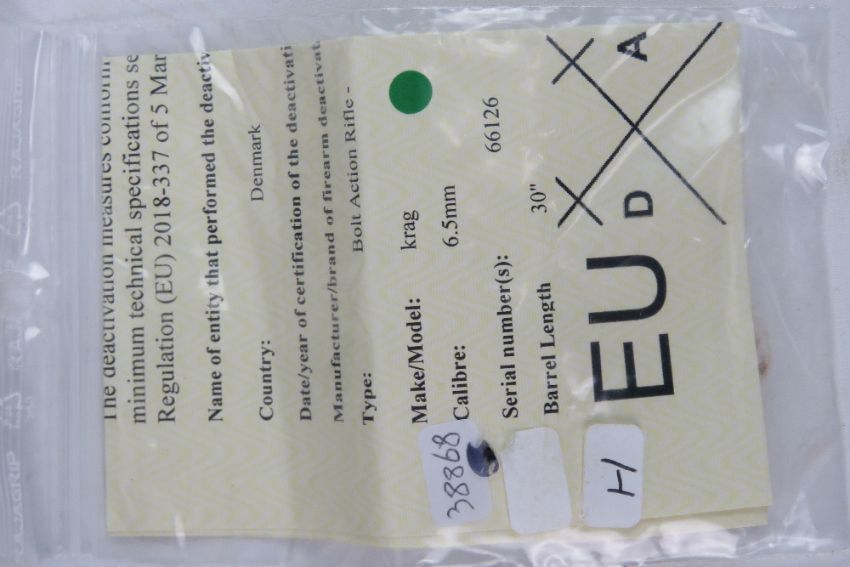 The deactivation measures conform
minimum technical specifications se
Regulation (EU) 2018-337 of 5 Mar
Name of entity that performed the deactiv
Country: Denmark
Date/year of certification of the deactivati
Manufacturer/brand of firearm deactivat
Type: Bolt Action Rifle -
Make/Model: krag
Calibre: 6.5mm
Serial number(s): 66126
Barrel Length 30"
EU D A
38868
H